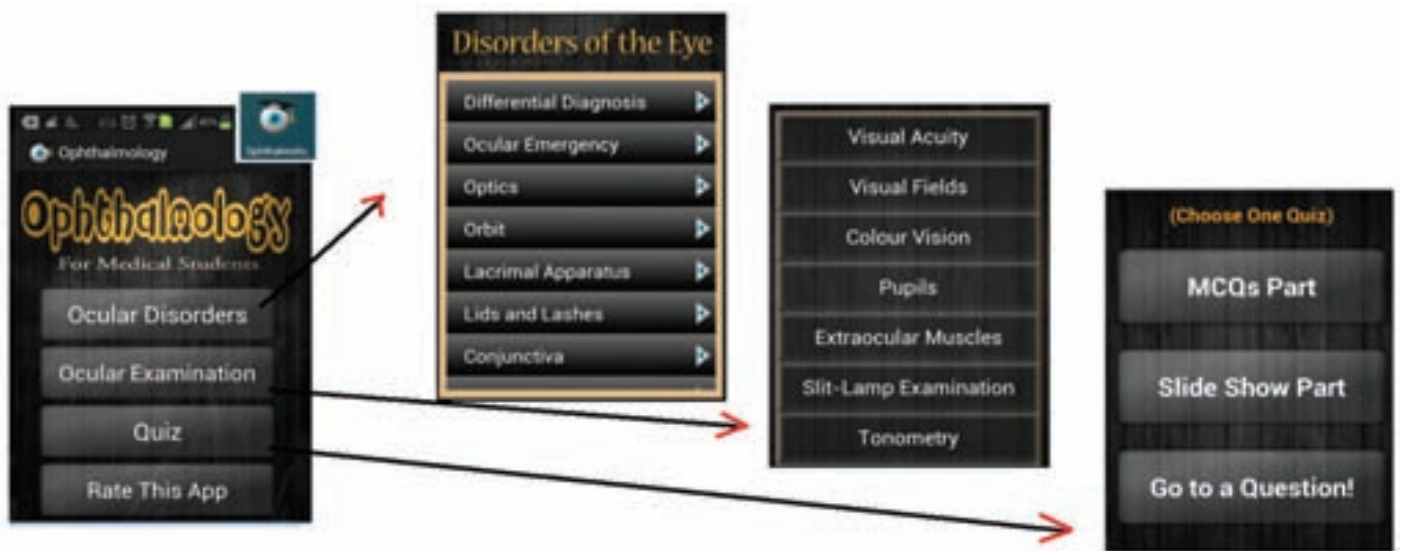 Ophthalmology
Ophthalmology
For Medical Students
Ocular Disorders
Ocular Examination
Quiz
Rate This App
Disorders of the Eye
Differential Diagnosis
Ocular Emergency
Optics
Orbit
Lacrimal Apparatus
Lids and Lashes
Conjunctiva
Visual Acuity
Visual Fields
Colour Vision
Pupils
Extraocular Muscles
Slit-Lamp Examination
Tonometry
(Choose One Quiz)
MCQs Part
Slide Show Part
Go to a Question!